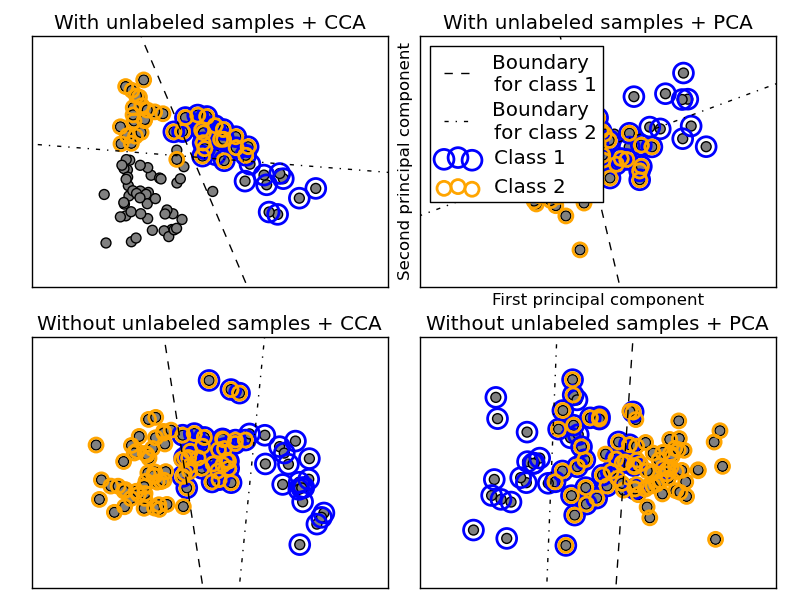 With unlabeled samples + CCA
With unlabeled samples + PCA
Second principal component
Boundary
for class 1
Boundary
for class 2
Class 1
Class 2
First principal component
Without unlabeled samples + CCA
Without unlabeled samples + PCA